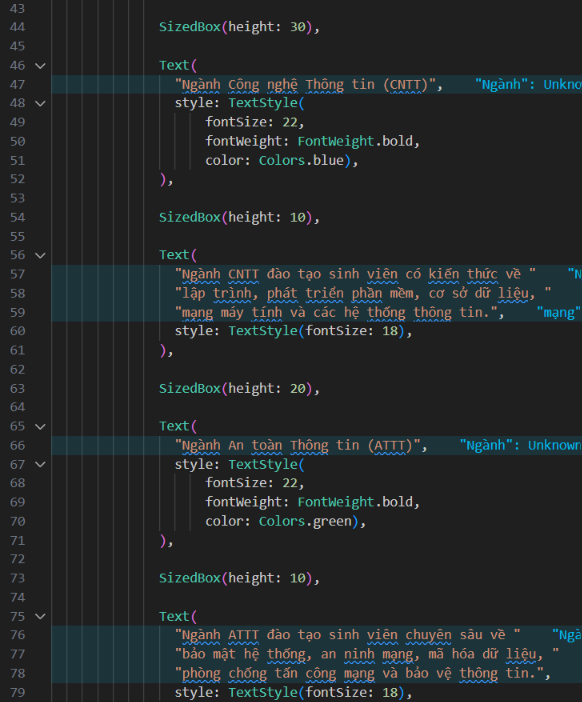 43
44 SizedBox(height: 30),
45
46 Text(
47 "Ngành Công nghệ Thông tin (CNTT)", "Ngành": Unkno
48 style: TextStyle(
49 fontSize: 22,
50 fontWeight: FontWeight.bold,
51 color: Colors.blue),
52 ),
53
54 SizedBox(height: 10),
55
56 Text(
57 "Ngành CNTT đào tạo sinh viên có kiến thức về " "N
58 "lập trình, phát triển phần mềm, cơ sở dữ liệu, "
59 "mạng máy tính và các hệ thống thông tin.", "mạng"
60 style: TextStyle(fontSize: 18),
61 ),
62
63 SizedBox(height: 20),
64
65 Text(
66 "Ngành An toàn Thông tin (ATTT)", "Ngành": Unknown
67 style: TextStyle(
68 fontSize: 22,
69 fontWeight: FontWeight.bold,
70 color: Colors.green),
71 ),
72
73 SizedBox(height: 10),
74
75 Text(
76 "Ngành ATTT đào tạo sinh viên chuyên sâu về " "Ngà
77 "bảo mật hệ thống, an ninh mạng, mã hóa dữ liệu, "
78 "phòng chống tấn công mạng và bảo vệ thông tin.",
79 style: TextStyle(fontSize: 18),